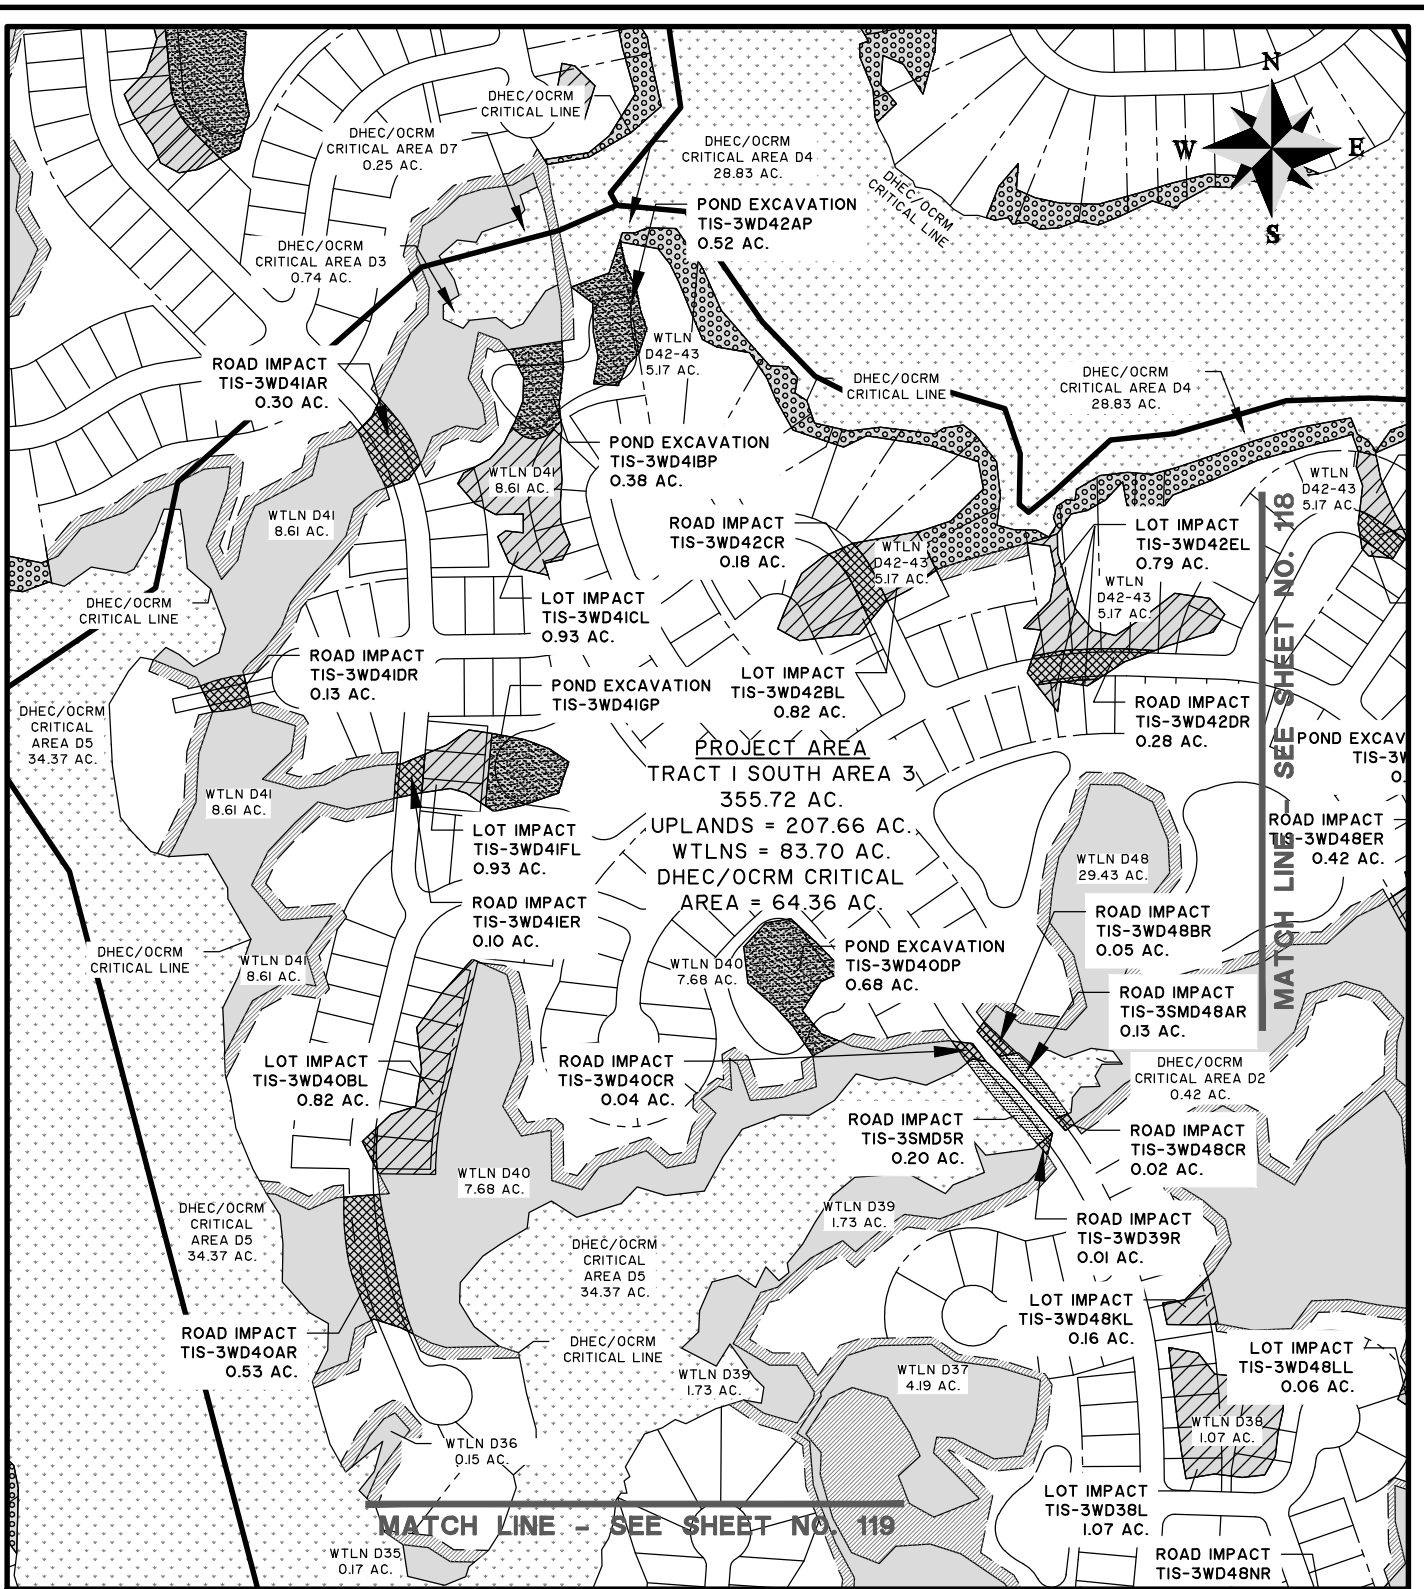 N
W
E
S
DHEC/OCRM
CRITICAL LINE
DHEC/OCRM
CRITICAL AREA D7
0.25 AC.
DHEC/OCRM
CRITICAL AREA D4
28.83 AC.
DHEC/OCRM
CRITICAL LINE
POND EXCAVATION
TIS-3WD42AP
0.52 AC.
DHEC/OCRM
CRITICAL AREA D3
0.74 AC.
WTLN
D42-43
5.17 AC.
ROAD IMPACT
TIS-3WD41AR
0.30 AC.
DHEC/OCRM
CRITICAL LINE
DHEC/OCRM
CRITICAL AREA D4
28.83 AC.
POND EXCAVATION
TIS-3WD41BP
0.38 AC.
WTLN D41
8.61 AC.
WTLN D41
8.61 AC.
ROAD IMPACT
TIS-3WD42CR
0.18 AC.
WTLN
D42-43
5.17 AC.
LOT IMPACT
TIS-3WD42EL
0.79 AC.
WTLN
D42-43
5.17 AC.
WTLN
D42-43
5.17 AC.
MATCH LINE - SEE SHEET NO. 118
DHEC/OCRM
CRITICAL LINE
LOT IMPACT
TIS-3WD41CL
0.93 AC.
ROAD IMPACT
TIS-3WD41DR
0.13 AC.
POND EXCAVATION
TIS-3WD41GP
LOT IMPACT
TIS-3WD42BL
0.82 AC.
ROAD IMPACT
TIS-3WD42DR
0.28 AC.
POND EXCAV
TIS-3W
0.
DHEC/OCRM
CRITICAL
AREA D5
34.37 AC.
PROJECT AREA
TRACT I SOUTH AREA 3
355.72 AC.
UPLANDS = 207.66 AC.
WTLNS = 83.70 AC.
DHEC/OCRM CRITICAL
AREA = 64.36 AC.
WTLN D41
8.61 AC.
LOT IMPACT
TIS-3WD41FL
0.93 AC.
ROAD IMPACT
TIS-3WD48ER
0.42 AC.
WTLN D48
29.43 AC.
ROAD IMPACT
TIS-3WD41ER
0.10 AC.
ROAD IMPACT
TIS-3WD48BR
0.05 AC.
DHEC/OCRM
CRITICAL LINE
WTLN D41
8.61 AC.
WTLN D40
7.68 AC.
POND EXCAVATION
TIS-3WD40DP
0.68 AC.
ROAD IMPACT
TIS-3SMD48AR
0.13 AC.
LOT IMPACT
TIS-3WD40BL
0.82 AC.
ROAD IMPACT
TIS-3WD40CR
0.04 AC.
DHEC/OCRM
CRITICAL AREA D2
0.42 AC.
ROAD IMPACT
TIS-3SMD5R
0.20 AC.
ROAD IMPACT
TIS-3WD48CR
0.02 AC.
WTLN D40
7.68 AC.
DHEC/OCRM
CRITICAL
AREA D5
34.37 AC.
WTLN D39
1.73 AC.
ROAD IMPACT
TIS-3WD39R
0.01 AC.
DHEC/OCRM
CRITICAL
AREA D5
34.37 AC.
LOT IMPACT
TIS-3WD48KL
0.16 AC.
ROAD IMPACT
TIS-3WD40AR
0.53 AC.
DHEC/OCRM
CRITICAL LINE
LOT IMPACT
TIS-3WD48LL
0.06 AC.
WTLN D39
1.73 AC.
WTLN D37
4.19 AC.
WTLN D38
1.07 AC.
WTLN D36
0.15 AC.
LOT IMPACT
TIS-3WD38L
1.07 AC.
MATCH LINE - SEE SHEET NO. 119
WTLN D35
0.17 AC.
ROAD IMPACT
TIS-3WD48NR